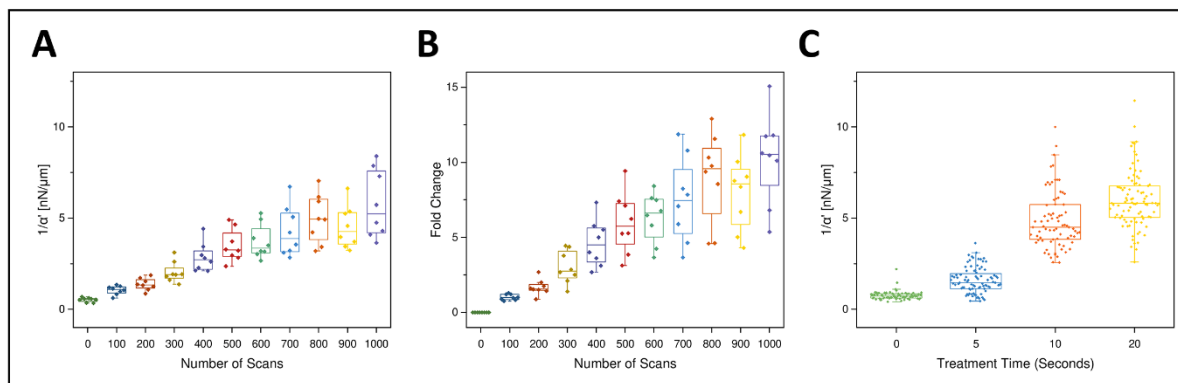 A
B
C
1/α' [nN/μm]
10
5
0
0 100 200 300 400 500 600 700 800 900 1000
Number of Scans
Fold Change
15
10
5
0
0 100 200 300 400 500 600 700 800 900 1000
Number of Scans
1/α' [nN/μm]
10
5
0
0 5 10 20
Treatment Time (Seconds)